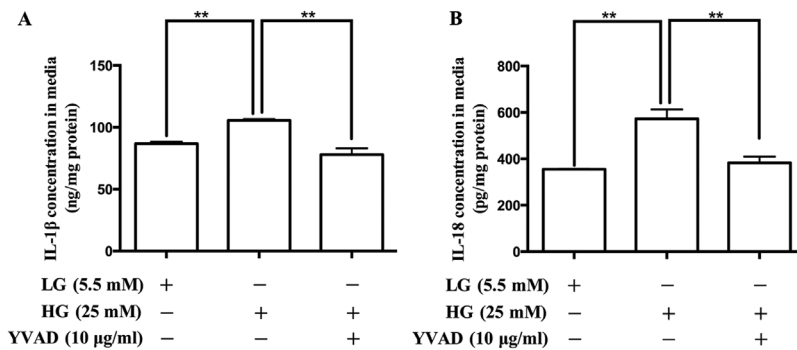 A
** **
IL-1β concentration in media
(ng/mg protein)
150
100
50
0
LG (5.5 mM) + − −
HG (25 mM) − + +
YVAD (10 μg/ml) − − +
B
** **
IL-18 concentration in media
(pg/mg protein)
800
600
400
200
0
LG (5.5 mM) + − −
HG (25 mM) − + +
YVAD (10 μg/ml) − − +